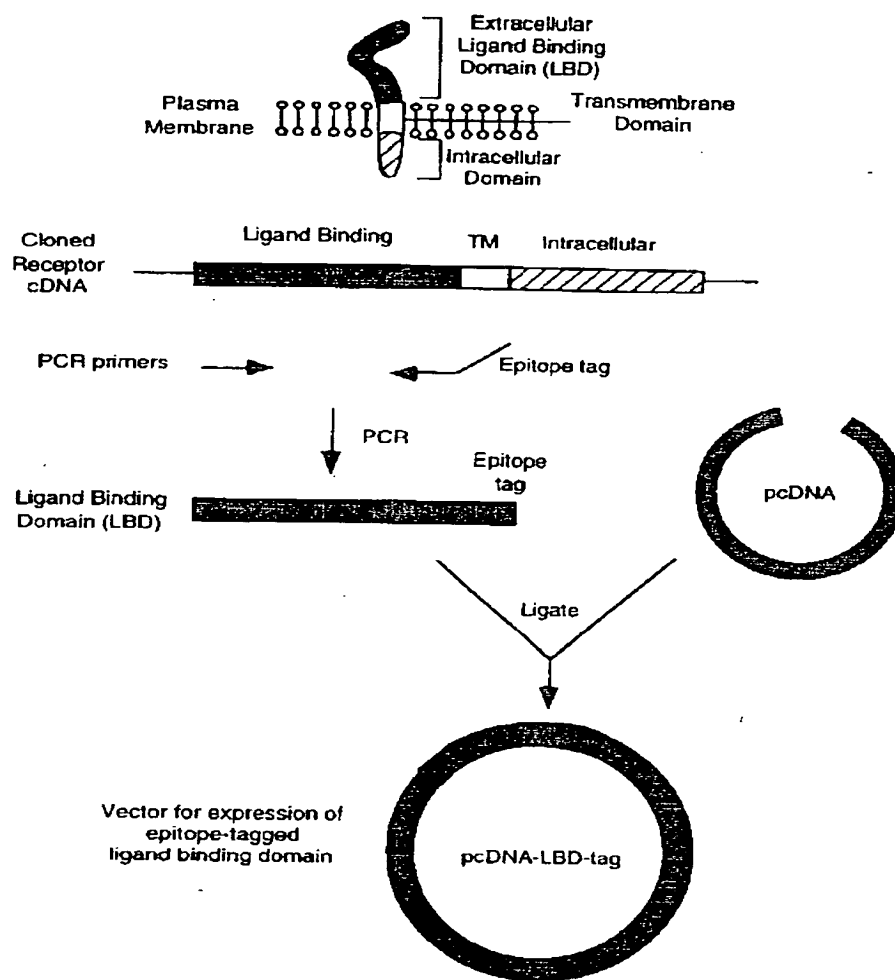 Extracellular
Ligand Binding
Domain (LBD)
Plasma
Membrane
Transmembrane
Domain
Intracellular
Domain
Cloned
Receptor
cDNA
Ligand Binding
TM
Intracellular
PCR primers
Epitope tag
PCR
Epitope
tag
Ligand Binding
Domain (LBD)
pcDNA
Ligate
Vector for expression of
epitope-tagged
ligand binding domain
pcDNA-LBD-tag